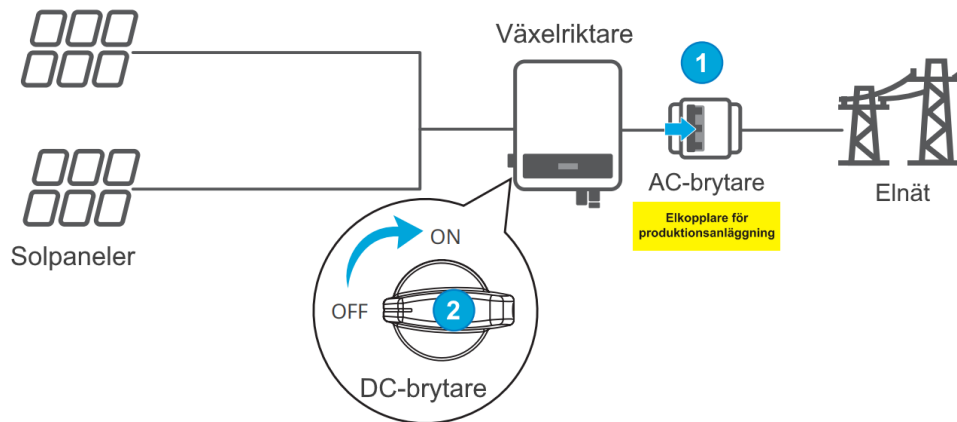 Växelriktare
1
AC-brytare
Elkopplare för
produktionsanläggning
Elnät
Solpaneler
ON
OFF
2
DC-brytare